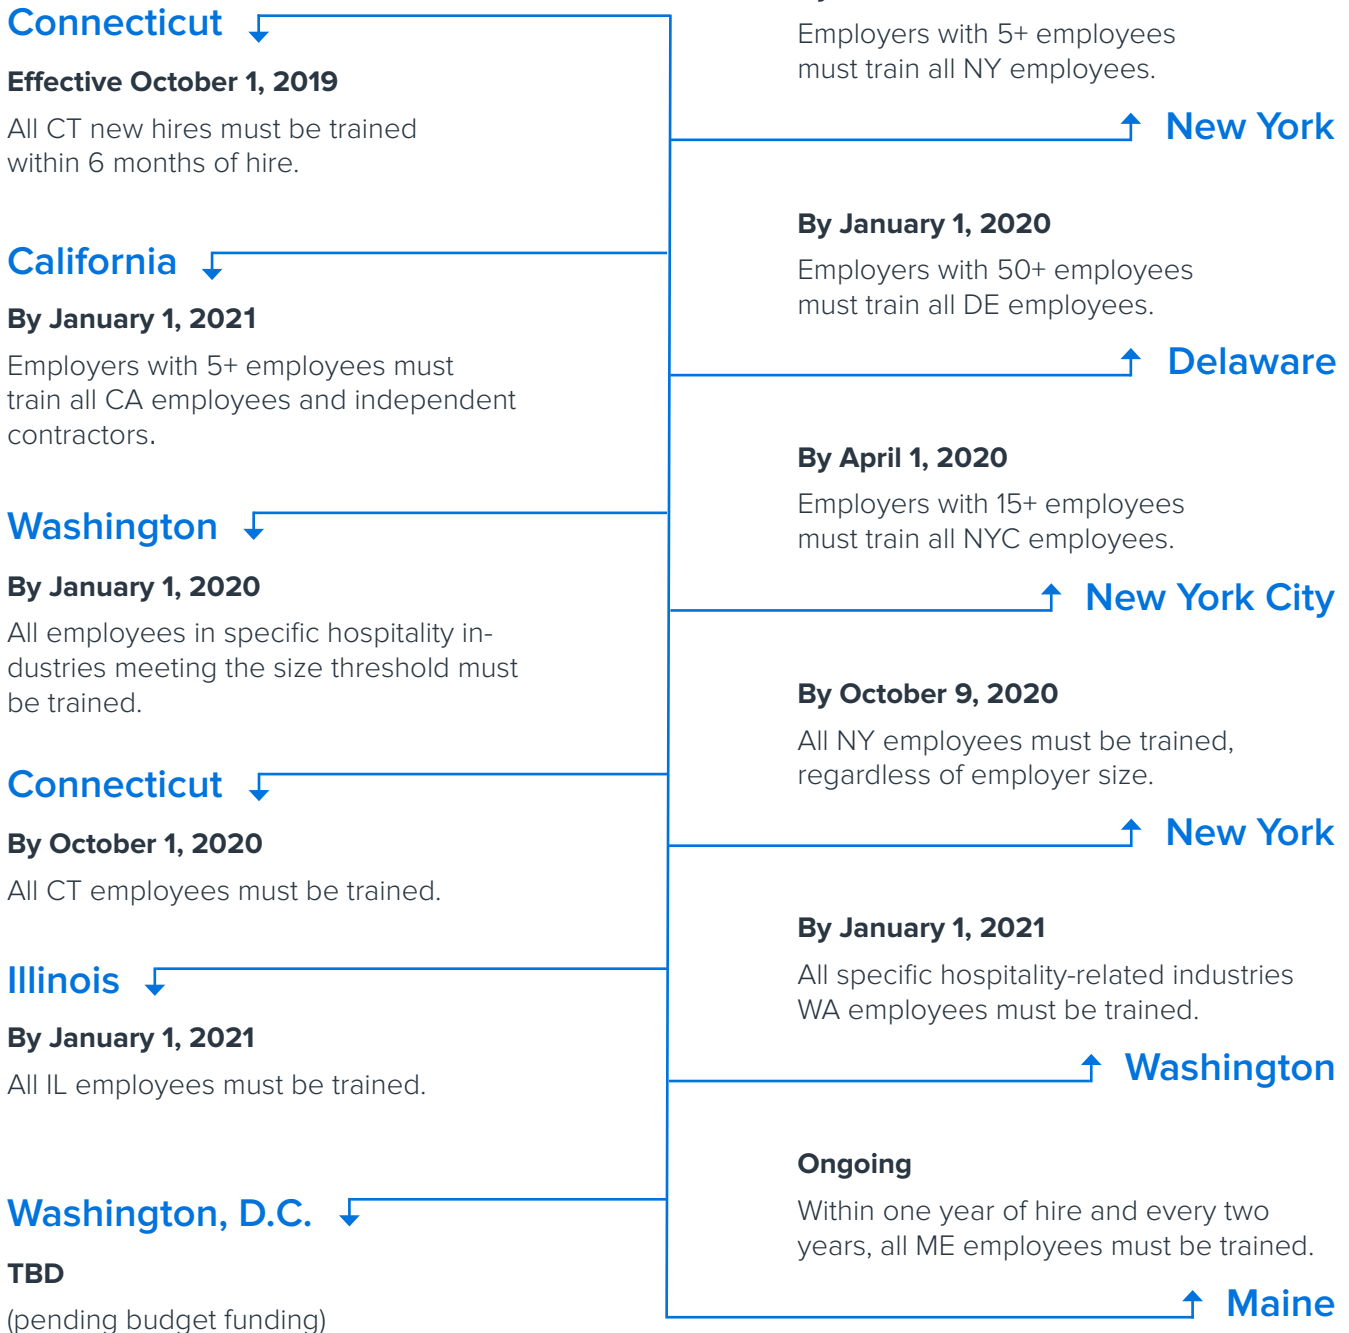 Connecticut
Effective October 1, 2019
All CT new hires must be trained
within 6 months of hire.
California
By January 1, 2021
Employers with 5+ employees must
train all CA employees and independent
contractors.
Washington
By January 1, 2020
All employees in specific hospitality in-
dustries meeting the size threshold must
be trained.
Connecticut
By October 1, 2020
All CT employees must be trained.
Illinois
By January 1, 2021
All IL employees must be trained.
Washington, D.C.
TBD
(pending budget funding)
Employers with 5+ employees
must train all NY employees.
New York
By January 1, 2020
Employers with 50+ employees
must train all DE employees.
Delaware
By April 1, 2020
Employers with 15+ employees
must train all NYC employees.
New York City
By October 9, 2020
All NY employees must be trained,
regardless of employer size.
New York
By January 1, 2021
All specific hospitality-related industries
WA employees must be trained.
Washington
Ongoing
Within one year of hire and every two
years, all ME employees must be trained.
Maine